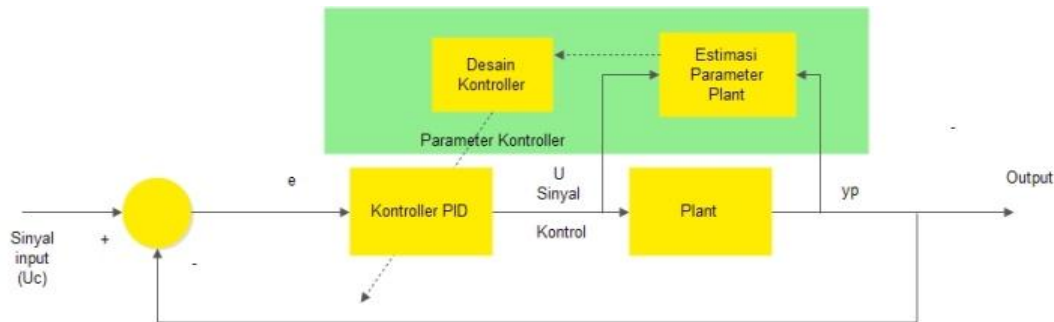 Desain
Kontroller
Estimasi
Parameter
Plant
Parameter Kontroller
-
e
Kontroller PID
U
Sinyal
Kontrol
Plant
yp
Output
Sinyal
input
(Uc)
+
-